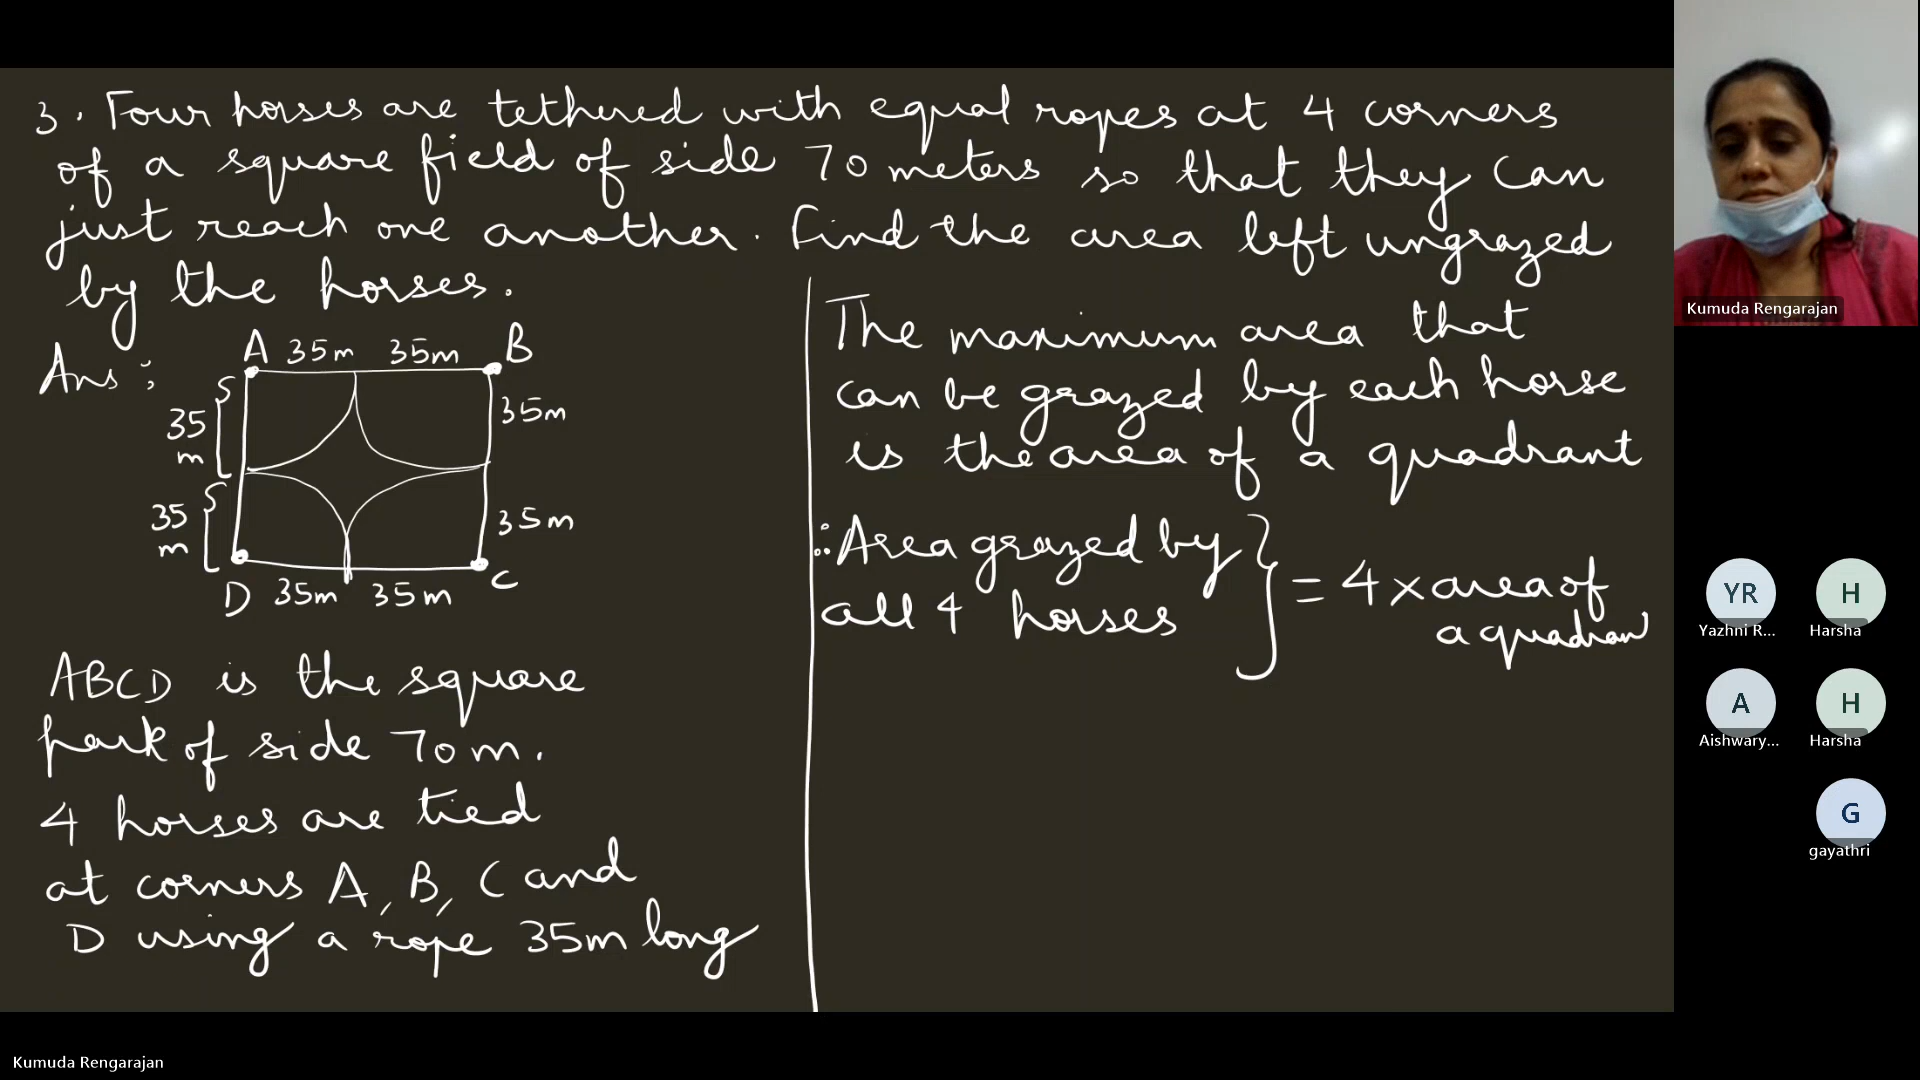 3. Four horses are tethered with equal ropes at 4 corners
of a square field of side 70 meters so that they can
just reach one another. Find the area left ungrazed
by the horses.
Ans :
A 35m 35m B
35
m
35m
35
m
35m
D 35m 35m C
ABCD is the square
park of side 70 m.
4 horses are tied
at corners A, B, C and
D using a rope 35m long
The maximum area that
can be grazed by each horse
is the area of a quadrant
∴ Area grazed by
all 4 horses } = 4 × area of
a quadran
Kumuda Rengarajan
YR
Yazhni R...
H
Harsha
A
Aishwary...
H
Harsha
G
gayathri
Kumuda Rengarajan